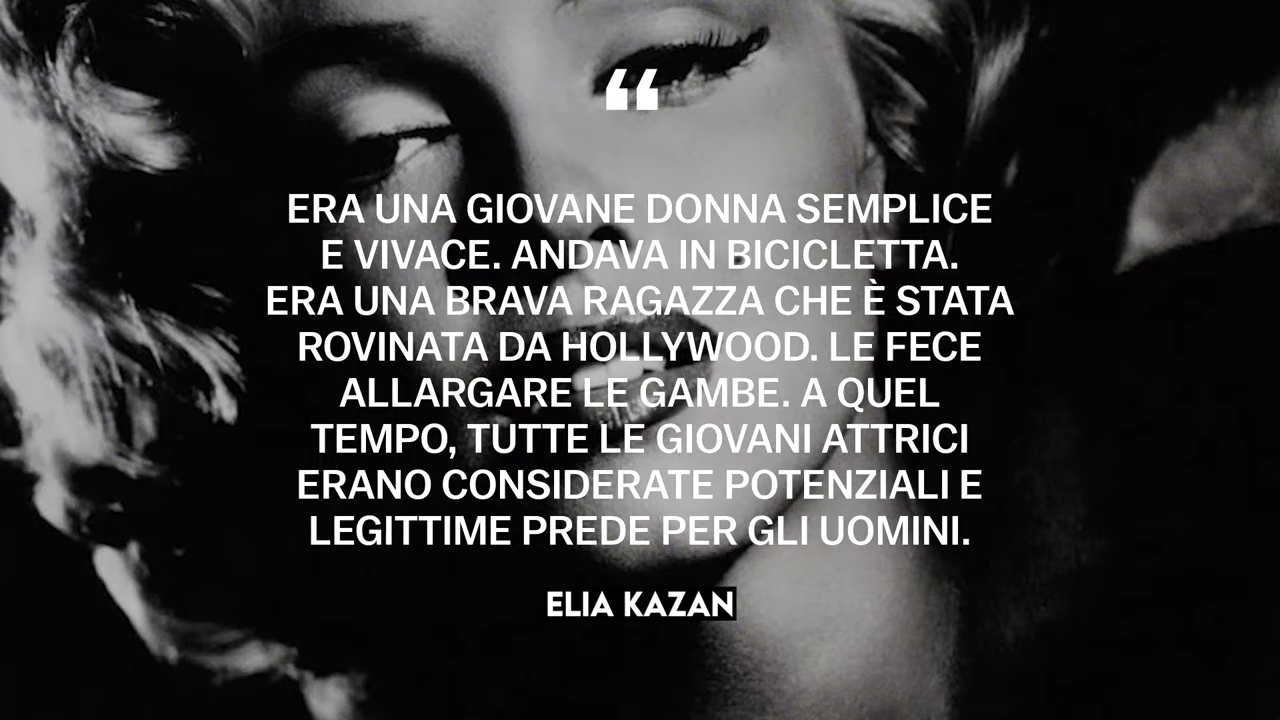 “
ERA UNA GIOVANE DONNA SEMPLICE
E VIVACE. ANDAVA IN BICICLETTA.
ERA UNA BRAVA RAGAZZA CHE È STATA
ROVINATA DA HOLLYWOOD. LE FECE
ALLARGARE LE GAMBE. A QUEL
TEMPO, TUTTE LE GIOVANI ATTRICI
ERANO CONSIDERATE POTENZIALI E
LEGITTIME PREDE PER GLI UOMINI.
ELIA KAZAN